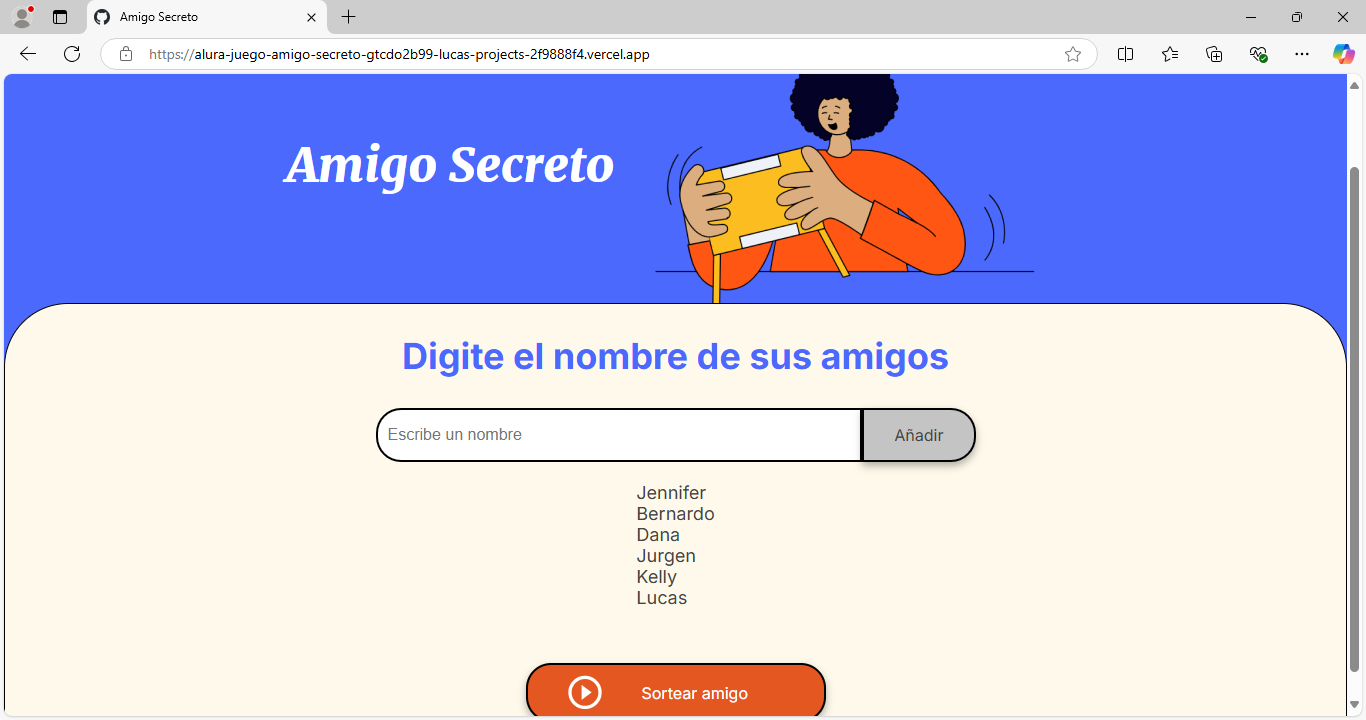 Amigo Secreto
https://alura-juego-amigo-secreto-gtcdo2b99-lucas-projects-2f9888f4.vercel.app
Amigo Secreto
Digite el nombre de sus amigos
Escribe un nombre
Añadir
Jennifer
Bernardo
Dana
Jurgen
Kelly
Lucas
Sortear amigo